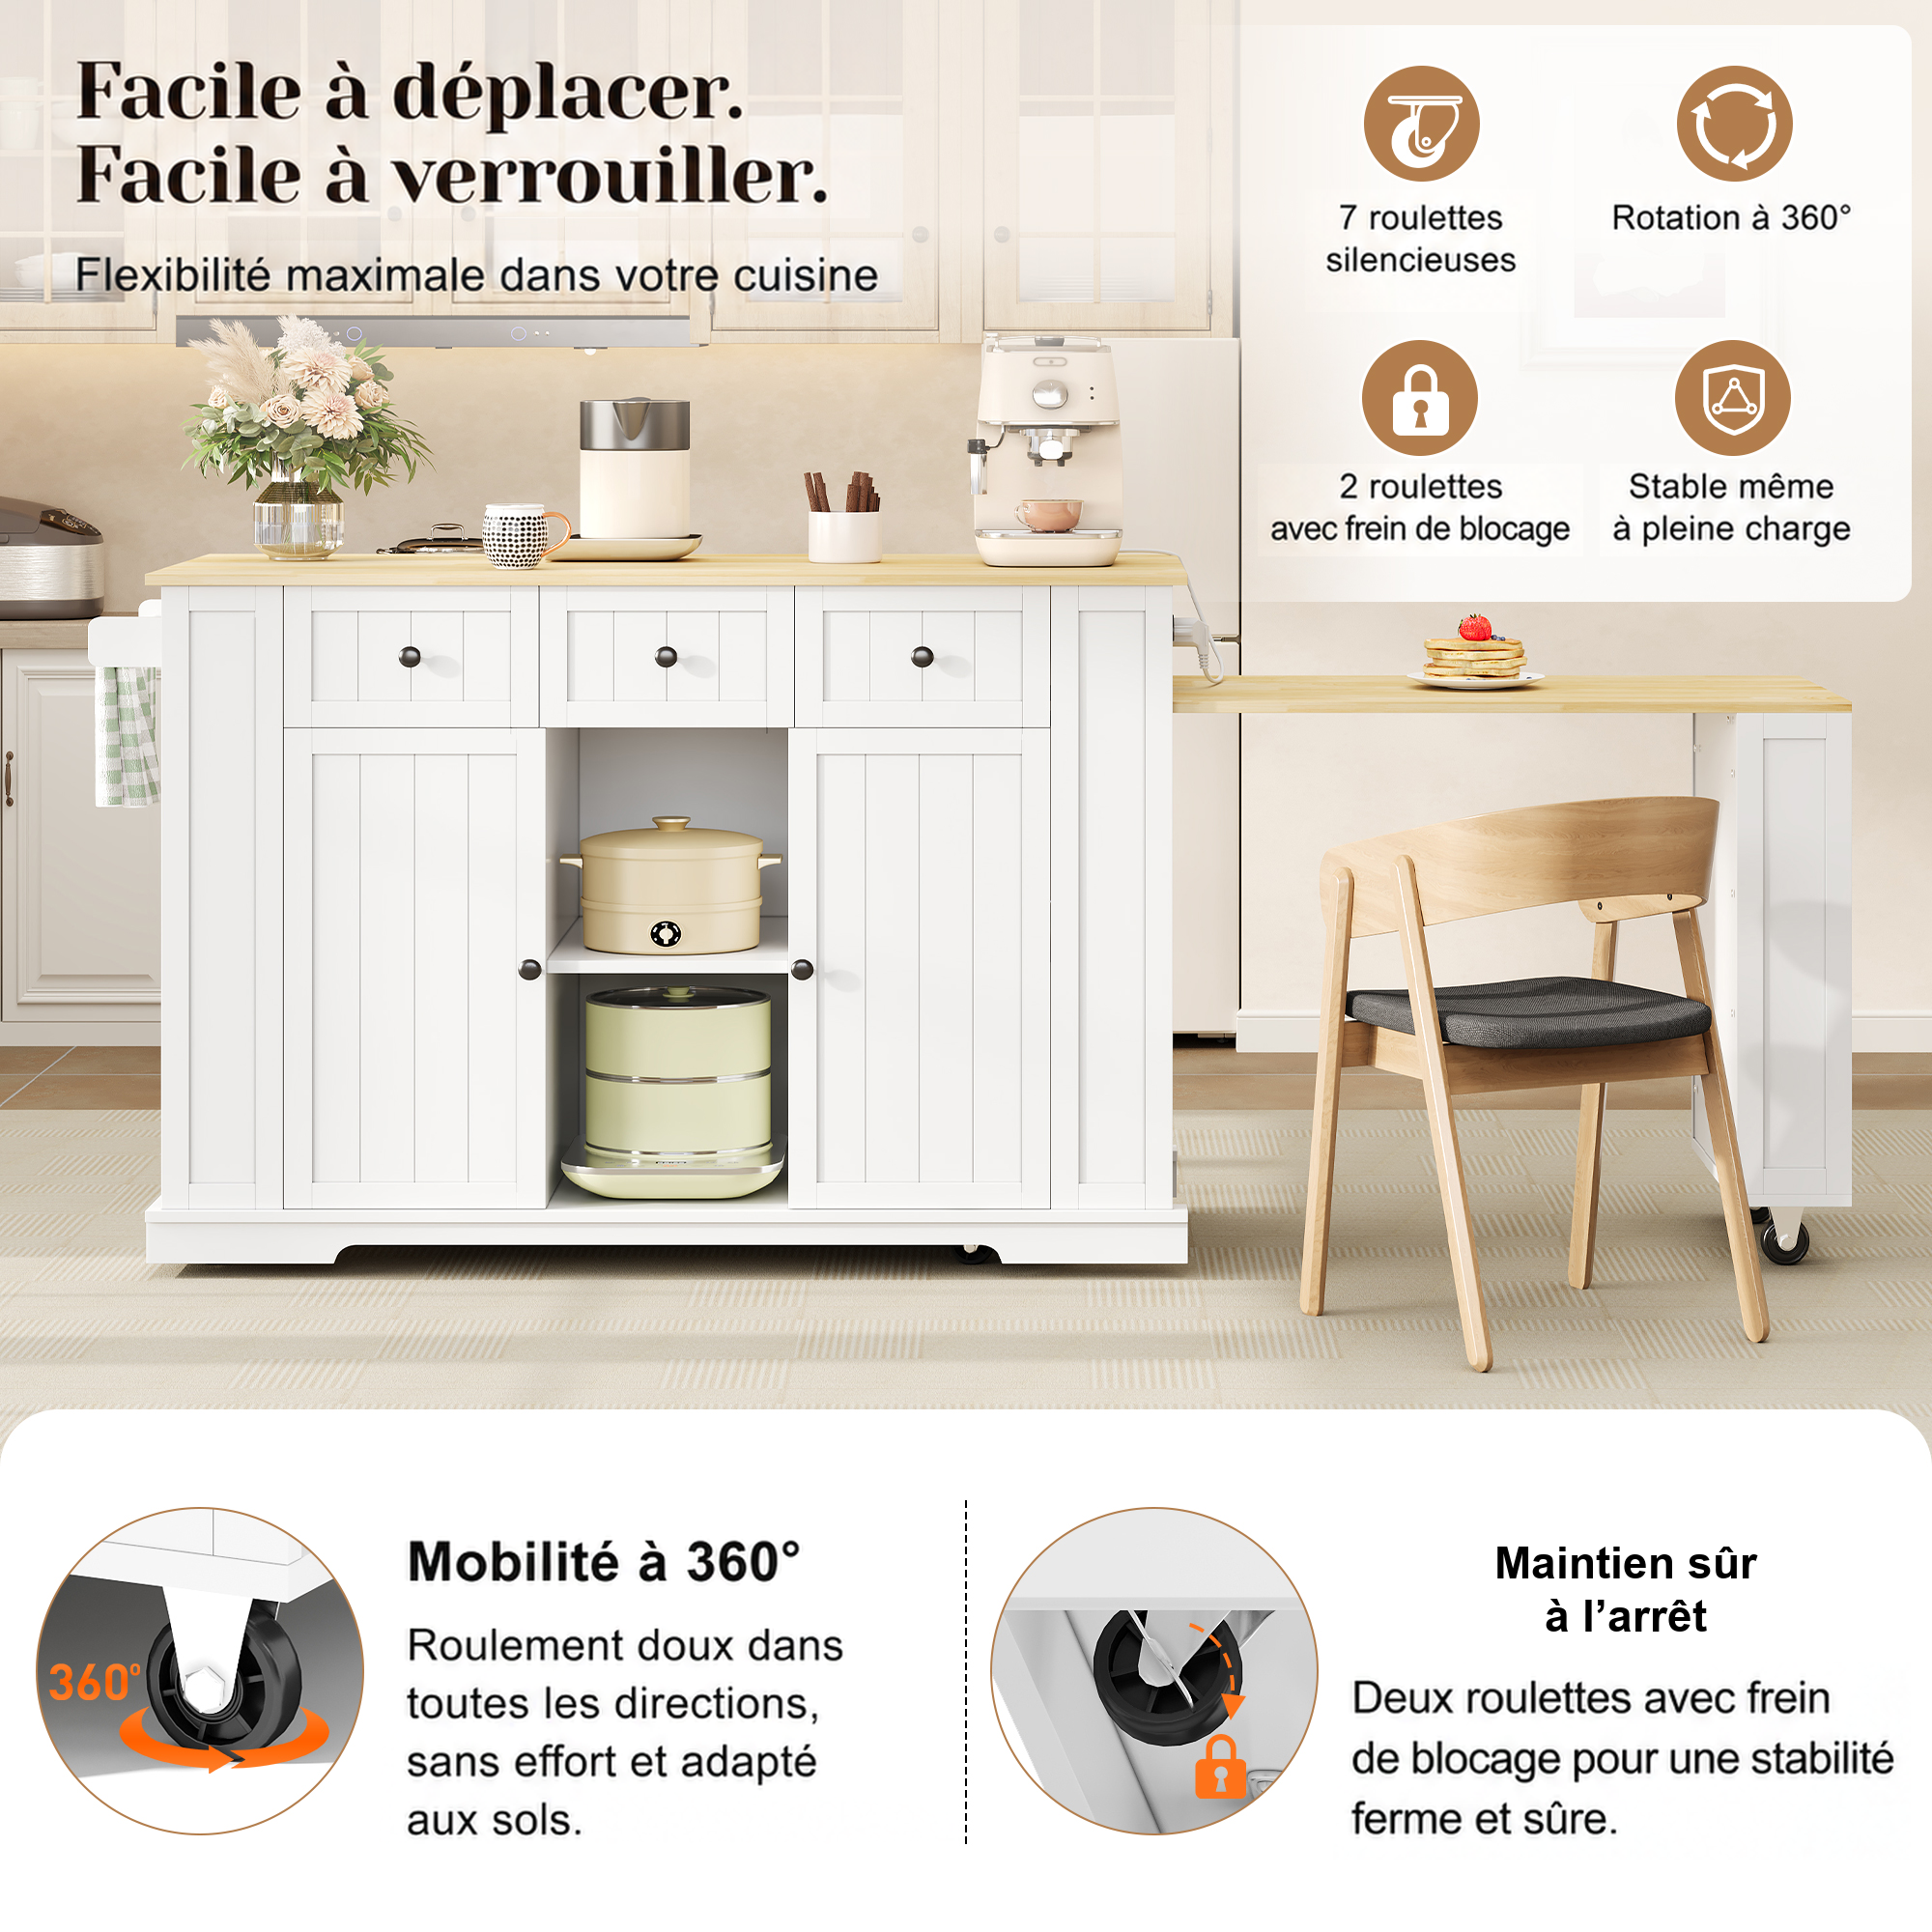 Facile à déplacer.
Facile à verrouiller.
Flexibilité maximale dans votre cuisine
7 roulettes
silencieuses
Rotation à 360°
2 roulettes
avec frein de blocage
Stable même
à pleine charge
360°
Mobilité à 360°
Roulement doux dans
toutes les directions,
sans effort et adapté
aux sols.
Maintien sûr
à l’arrêt
Deux roulettes avec frein
de blocage pour une stabilité
ferme et sûre.